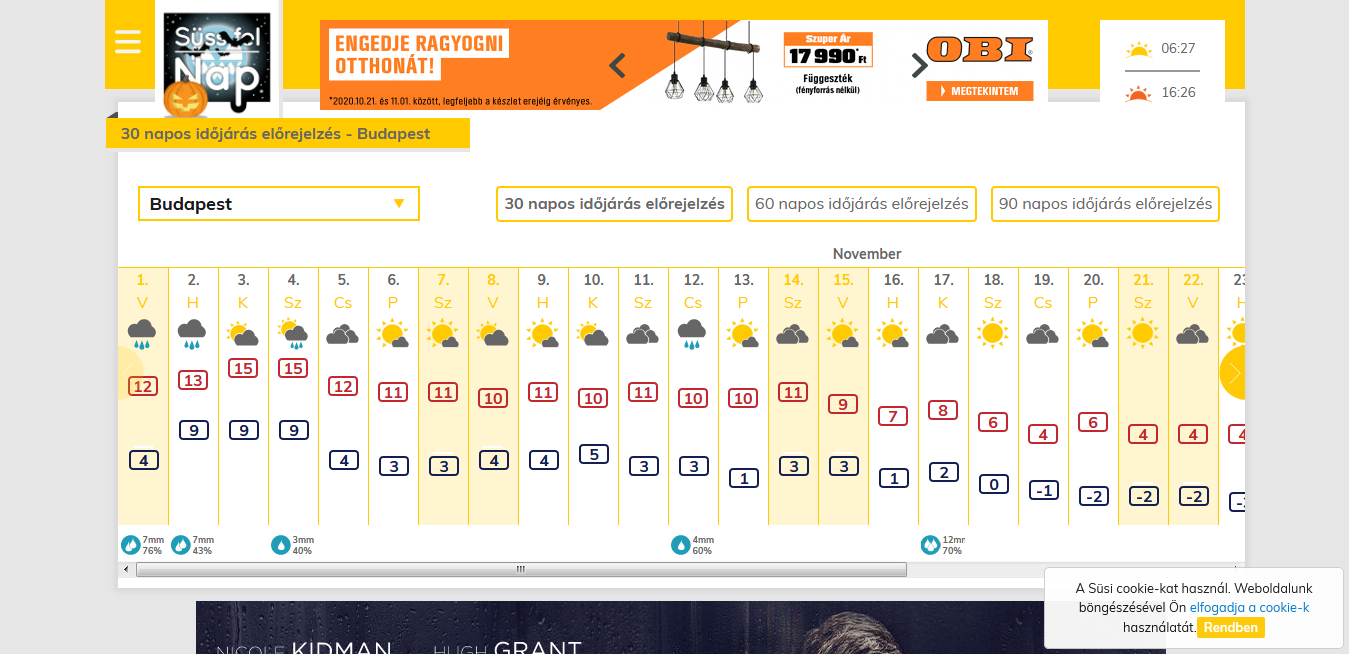 Süss fel
Nap
ENGEDJE RAGYOGNI
OTTHONÁT!
*2020.10.21. és 11.01. között, legfeljebb a készlet erejéig érvényes.
Szuper Ár
17 990*Ft
Függeszték
(fényforrás nélkül)
OBI
MEGTEKINTEM
06:27
16:26
30 napos időjárás előrejelzés - Budapest
Budapest
30 napos időjárás előrejelzés
60 napos időjárás előrejelzés
90 napos időjárás előrejelzés
November
1. 2. 3. 4. 5. 6. 7. 8. 9. 10. 11. 12. 13. 14. 15. 16. 17. 18. 19. 20. 21. 22. 23
V H K Sz Cs P Sz V H K Sz Cs P Sz V H K Sz Cs P Sz V H
12 13 15 15 12 11 11 10 11 10 11 10 10 11 9 7 8 6 4 6 4 4 4
4 9 9 9 4 3 3 4 4 5 3 3 1 3 3 1 2 0 -1 -2 -2 -2
7mm 7mm 3mm 4mm 12mm
76% 43% 40% 60% 70%
A Süsi cookie-kat használ. Weboldalunk
böngészésével Ön elfogadja a cookie-k
használatát. Rendben
NICOLE KIDMAN HUGH GRANT